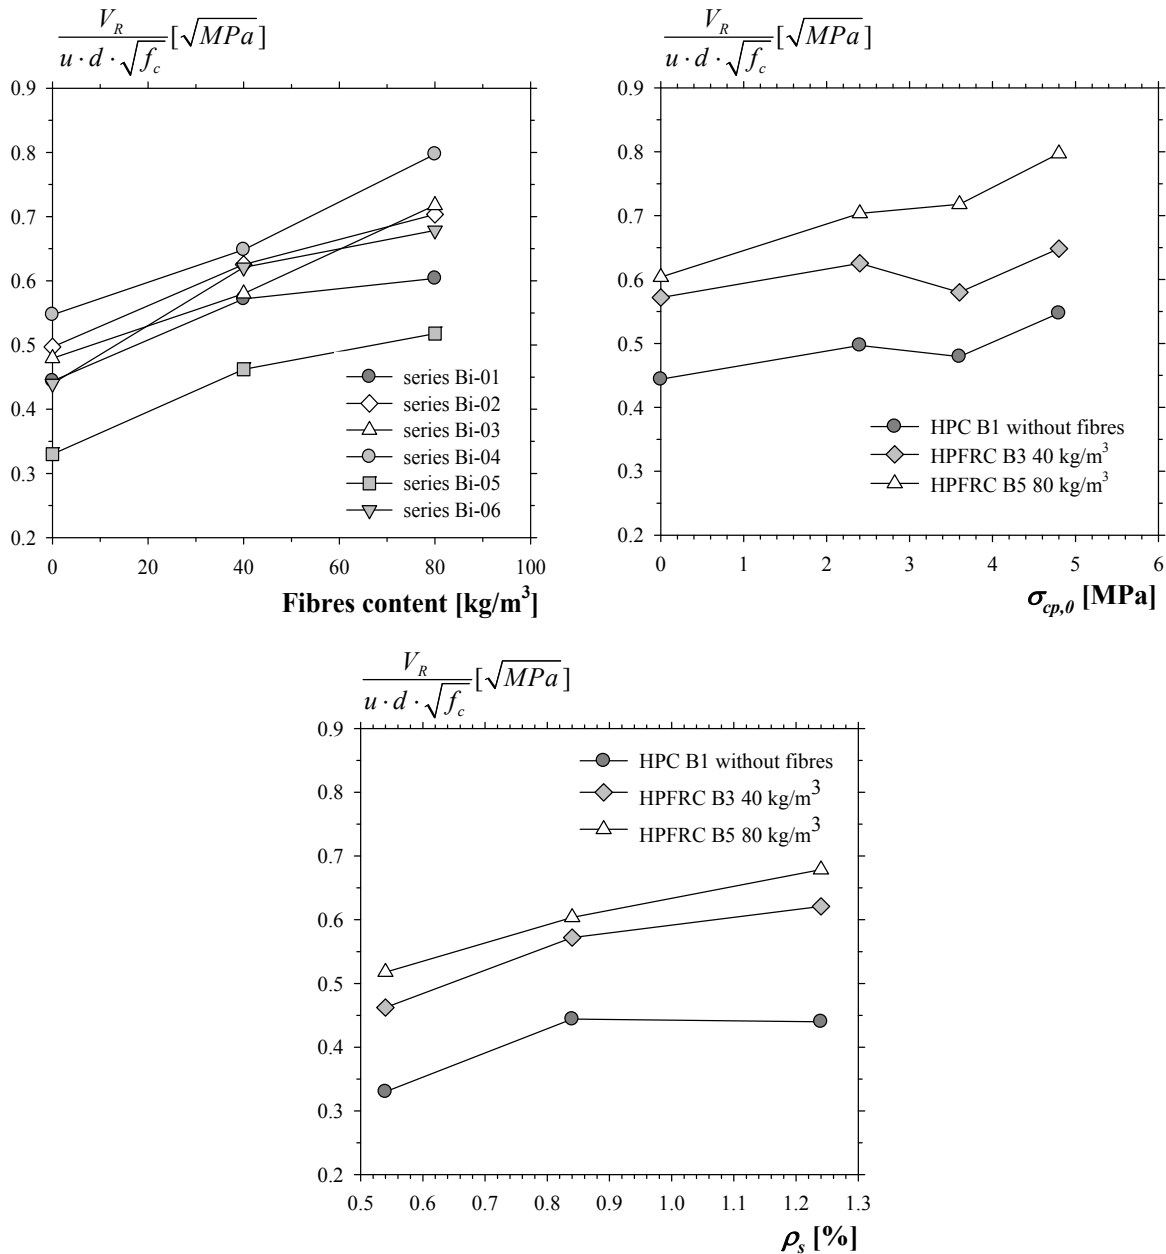 V_R / (u · d · √f_c) [√MPa]
0.9
0.8
0.7
0.6
0.5
0.4
0.3
0.2
0 20 40 60 80 100
series Bi-01
series Bi-02
series Bi-03
series Bi-04
series Bi-05
series Bi-06
Fibres content [kg/m³]
V_R / (u · d · √f_c) [√MPa]
0.9
0.8
0.7
0.6
0.5
0.4
0.3
0.2
0 1 2 3 4 5 6
HPC B1 without fibres
HPFRC B3 40 kg/m³
HPFRC B5 80 kg/m³
σ_cp,0 [MPa]
V_R / (u · d · √f_c) [√MPa]
0.9
0.8
0.7
0.6
0.5
0.4
0.3
0.2
0.5 0.6 0.7 0.8 0.9 1.0 1.1 1.2 1.3
HPC B1 without fibres
HPFRC B3 40 kg/m³
HPFRC B5 80 kg/m³
ρ_s [%]